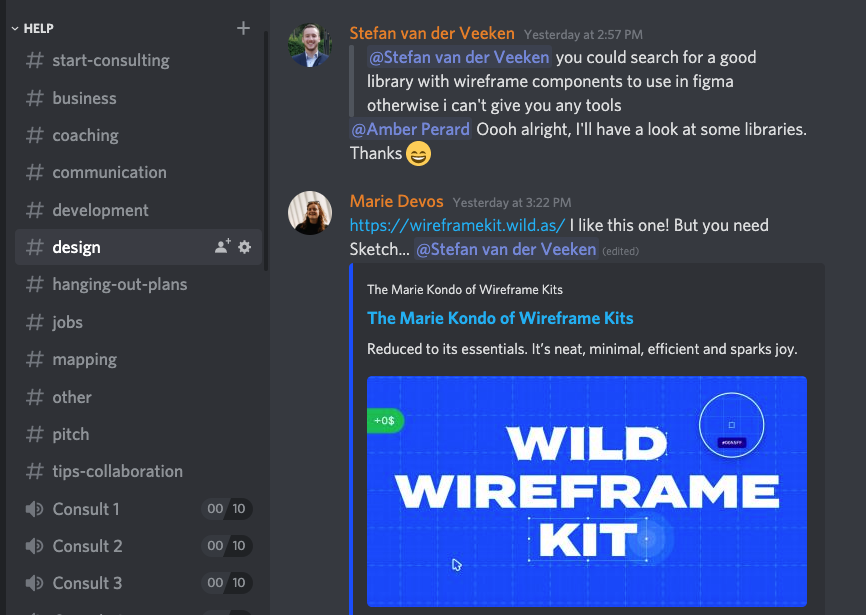 HELP
# start-consulting
# business
# coaching
# communication
# development
# design
# hanging-out-plans
# jobs
# mapping
# other
# pitch
# tips-collaboration
Consult 1 00 10
Consult 2 00 10
Consult 3 00 10
Stefan van der Veeken Yesterday at 2:57 PM
@Stefan van der Veeken you could search for a good
library with wireframe components to use in figma
otherwise i can't give you any tools
@Amber Perard Oooh alright, I'll have a look at some libraries.
Thanks 😄
Marie Devos Yesterday at 3:22 PM
https://wireframekit.wild.as/ I like this one! But you need
Sketch... @Stefan van der Veeken (edited)
The Marie Kondo of Wireframe Kits
The Marie Kondo of Wireframe Kits
Reduced to its essentials. It's neat, minimal, efficient and sparks joy.
+0$
WILD
WIREFRAME
KIT